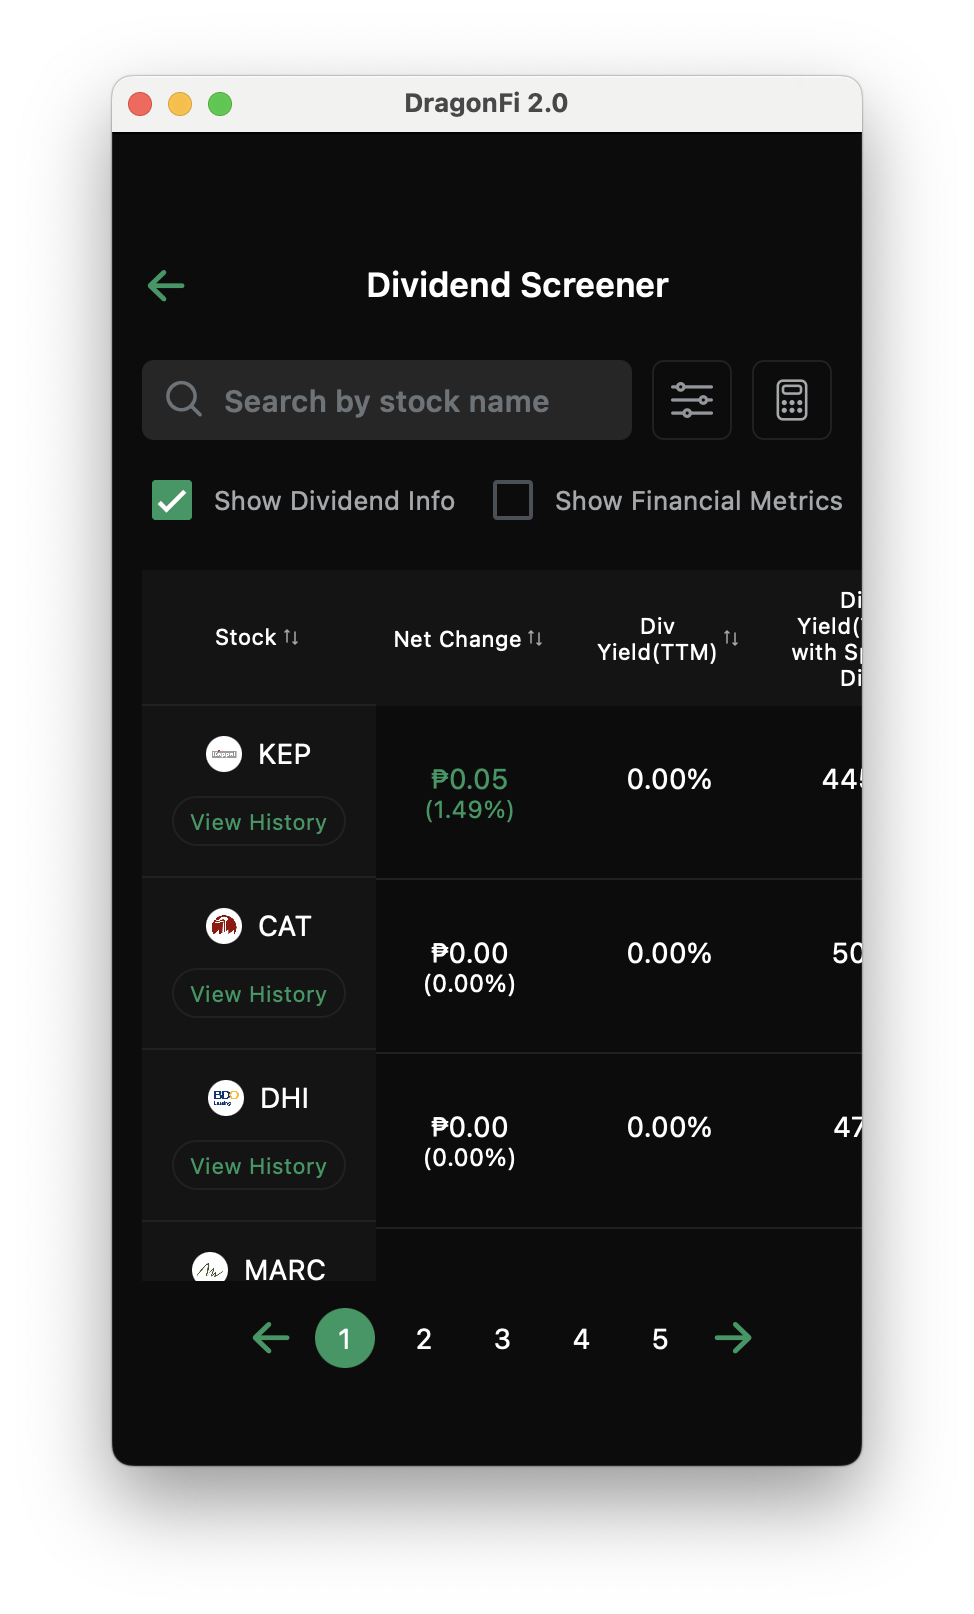 DragonFi 2.0
Dividend Screener
Search by stock name
Show Dividend Info
Show Financial Metrics
Stock
Net Change
Div
Yield(TTM)
Di
Yield(
with Sp
Di
KEP
View History
₱0.05
(1.49%)
0.00%
445
CAT
View History
₱0.00
(0.00%)
0.00%
50
BDO
DHI
View History
₱0.00
(0.00%)
0.00%
47
MARC
1 2 3 4 5